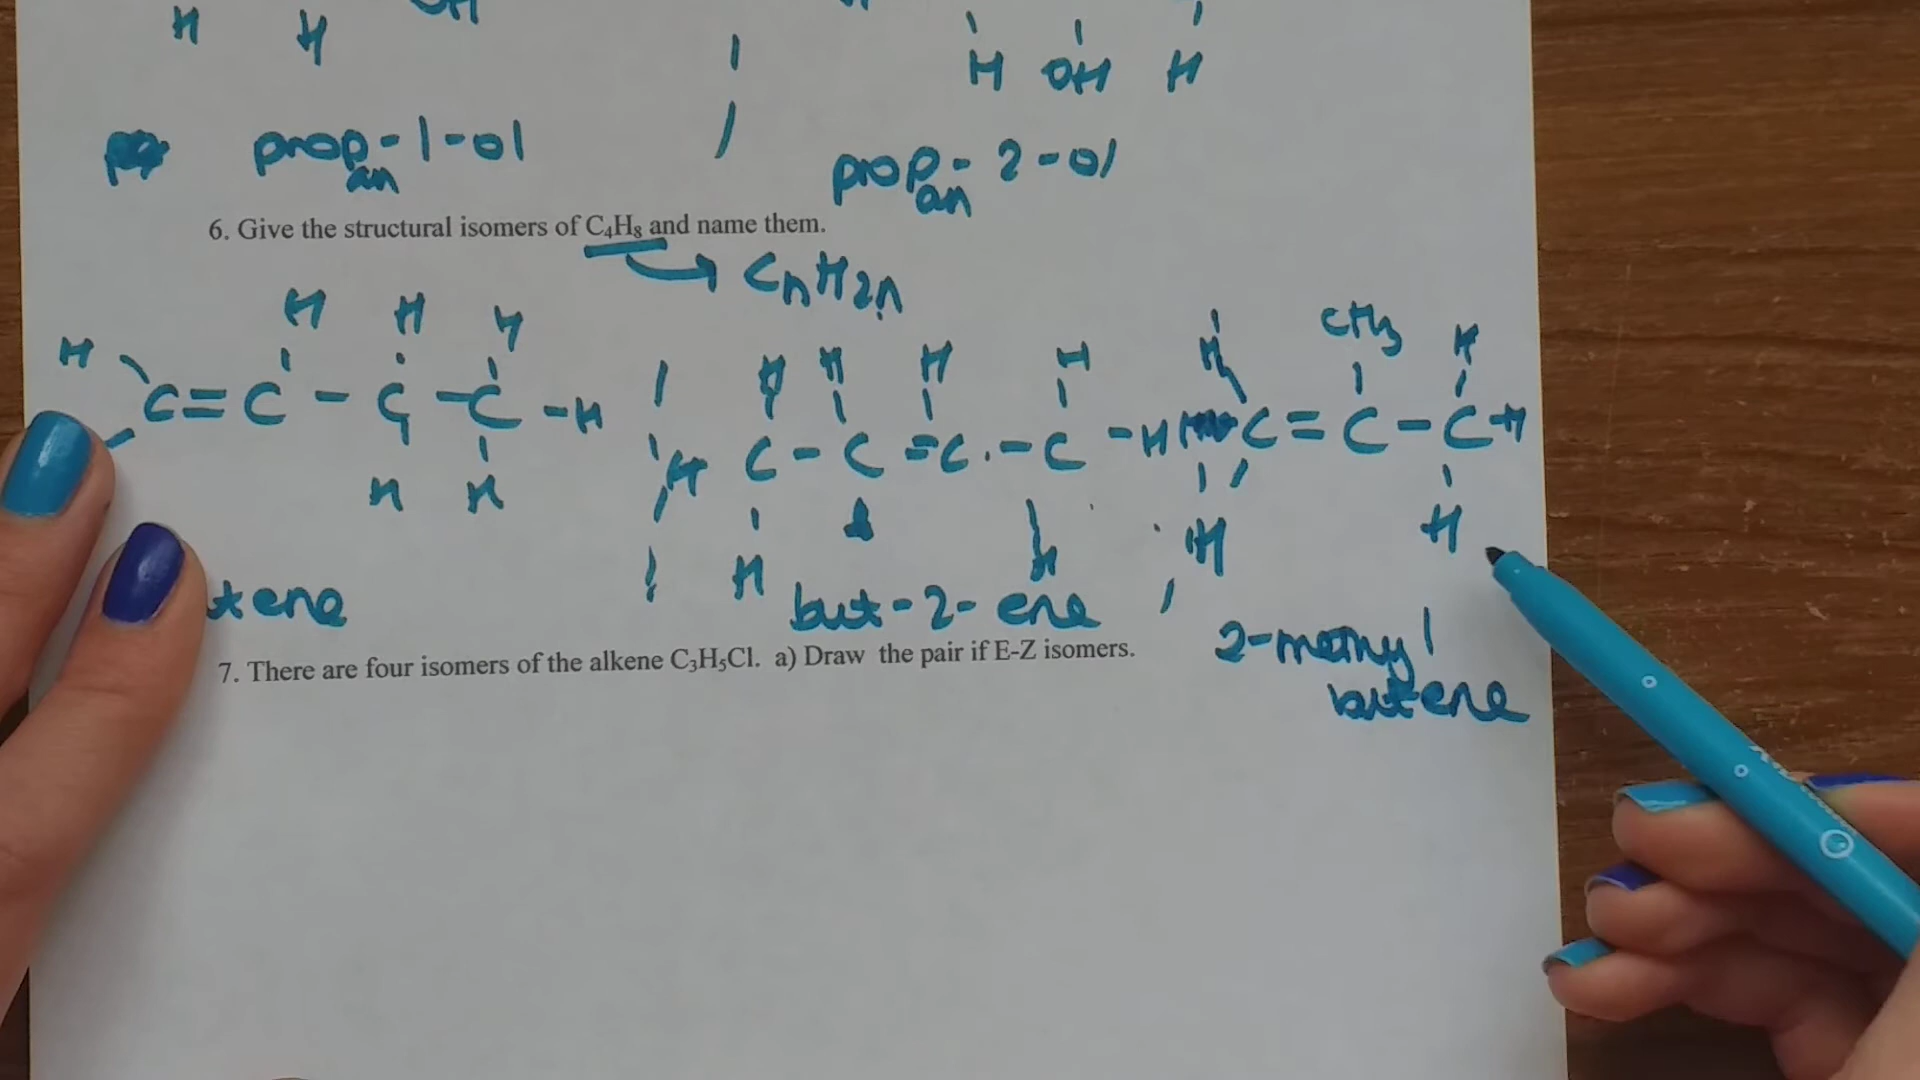 H H OH
H OH H
prop-1-ol
an
prop-2-ol
an
6. Give the structural isomers of C₄H₈ and name them.
CnH2n
H H H H
C=C-C-C-H
H H
tene
H H H H
H C-C=C-C-H
H H
but-2-ene
H CH3 H
C=C-C-H
H H
2-methyl
butene
7. There are four isomers of the alkene C₃H₅Cl. a) Draw the pair if E-Z isomers.